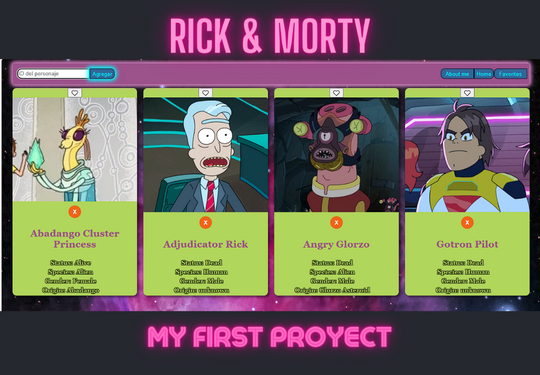 RICK & MORTY
ID del personaje
Agregar
About me
Home
Favorites
X
Abadango Cluster
Princess
Status: Alive
Species: Alien
Gender: Female
Origin: Abadango
X
Adjudicator Rick
Status: Dead
Species: Human
Gender: Male
Origin: unknown
X
Angry Glorzo
Status: Dead
Species: Alien
Gender: Male
Origin: Glorzo Asteroid
X
Gotron Pilot
Status: Dead
Species: Human
Gender: Male
Origin: unknown
MY FIRST PROYECT